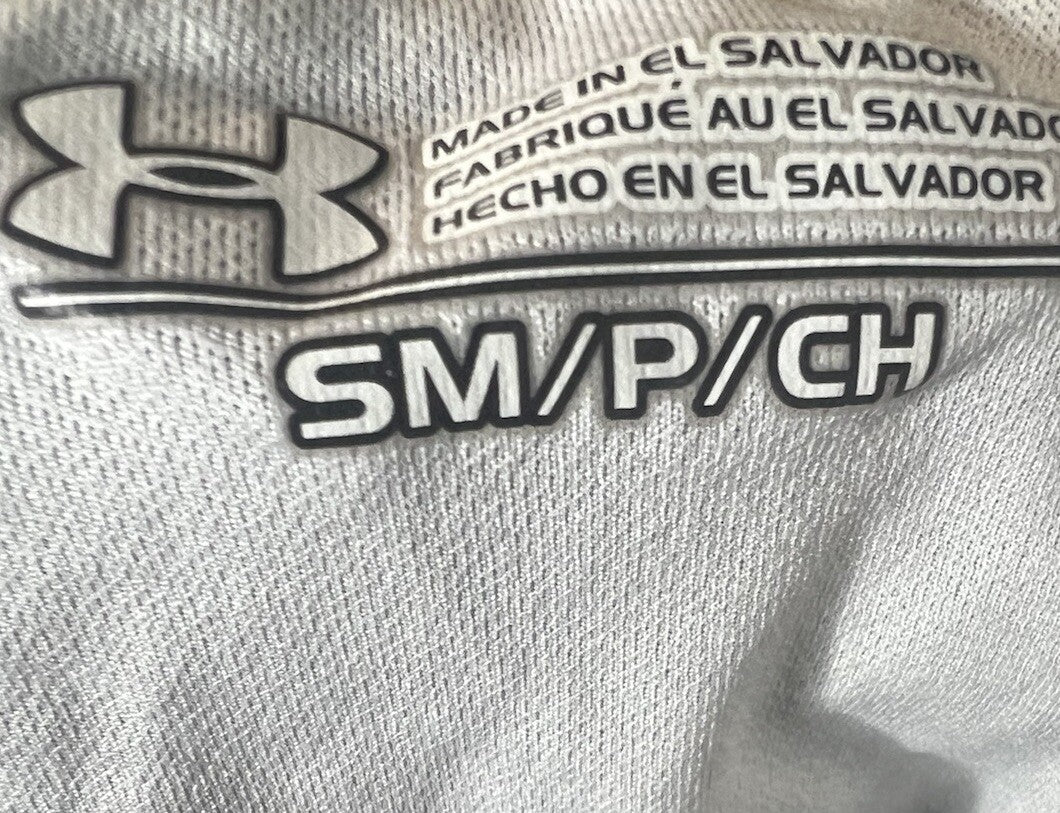 MADE IN EL SALVADOR
FABRIQUÉ AU EL SALVADO
HECHO EN EL SALVADOR
SM/P/CH